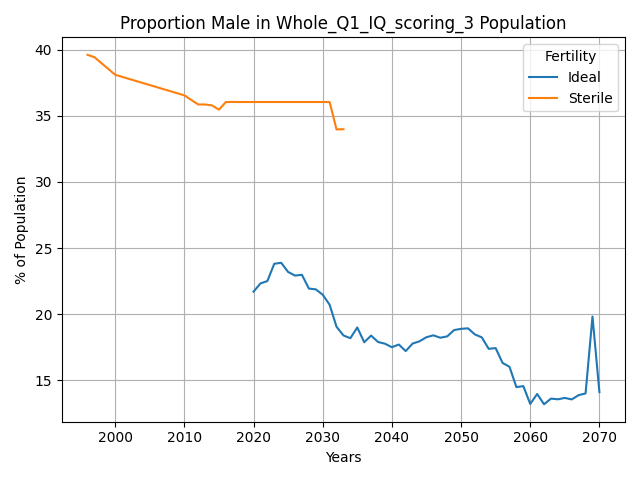 Proportion Male in Whole_Q1_IQ_scoring_3 Population
% of Population
40
35
30
25
20
15
Fertility
Ideal
Sterile
2000 2010 2020 2030 2040 2050 2060 2070
Years